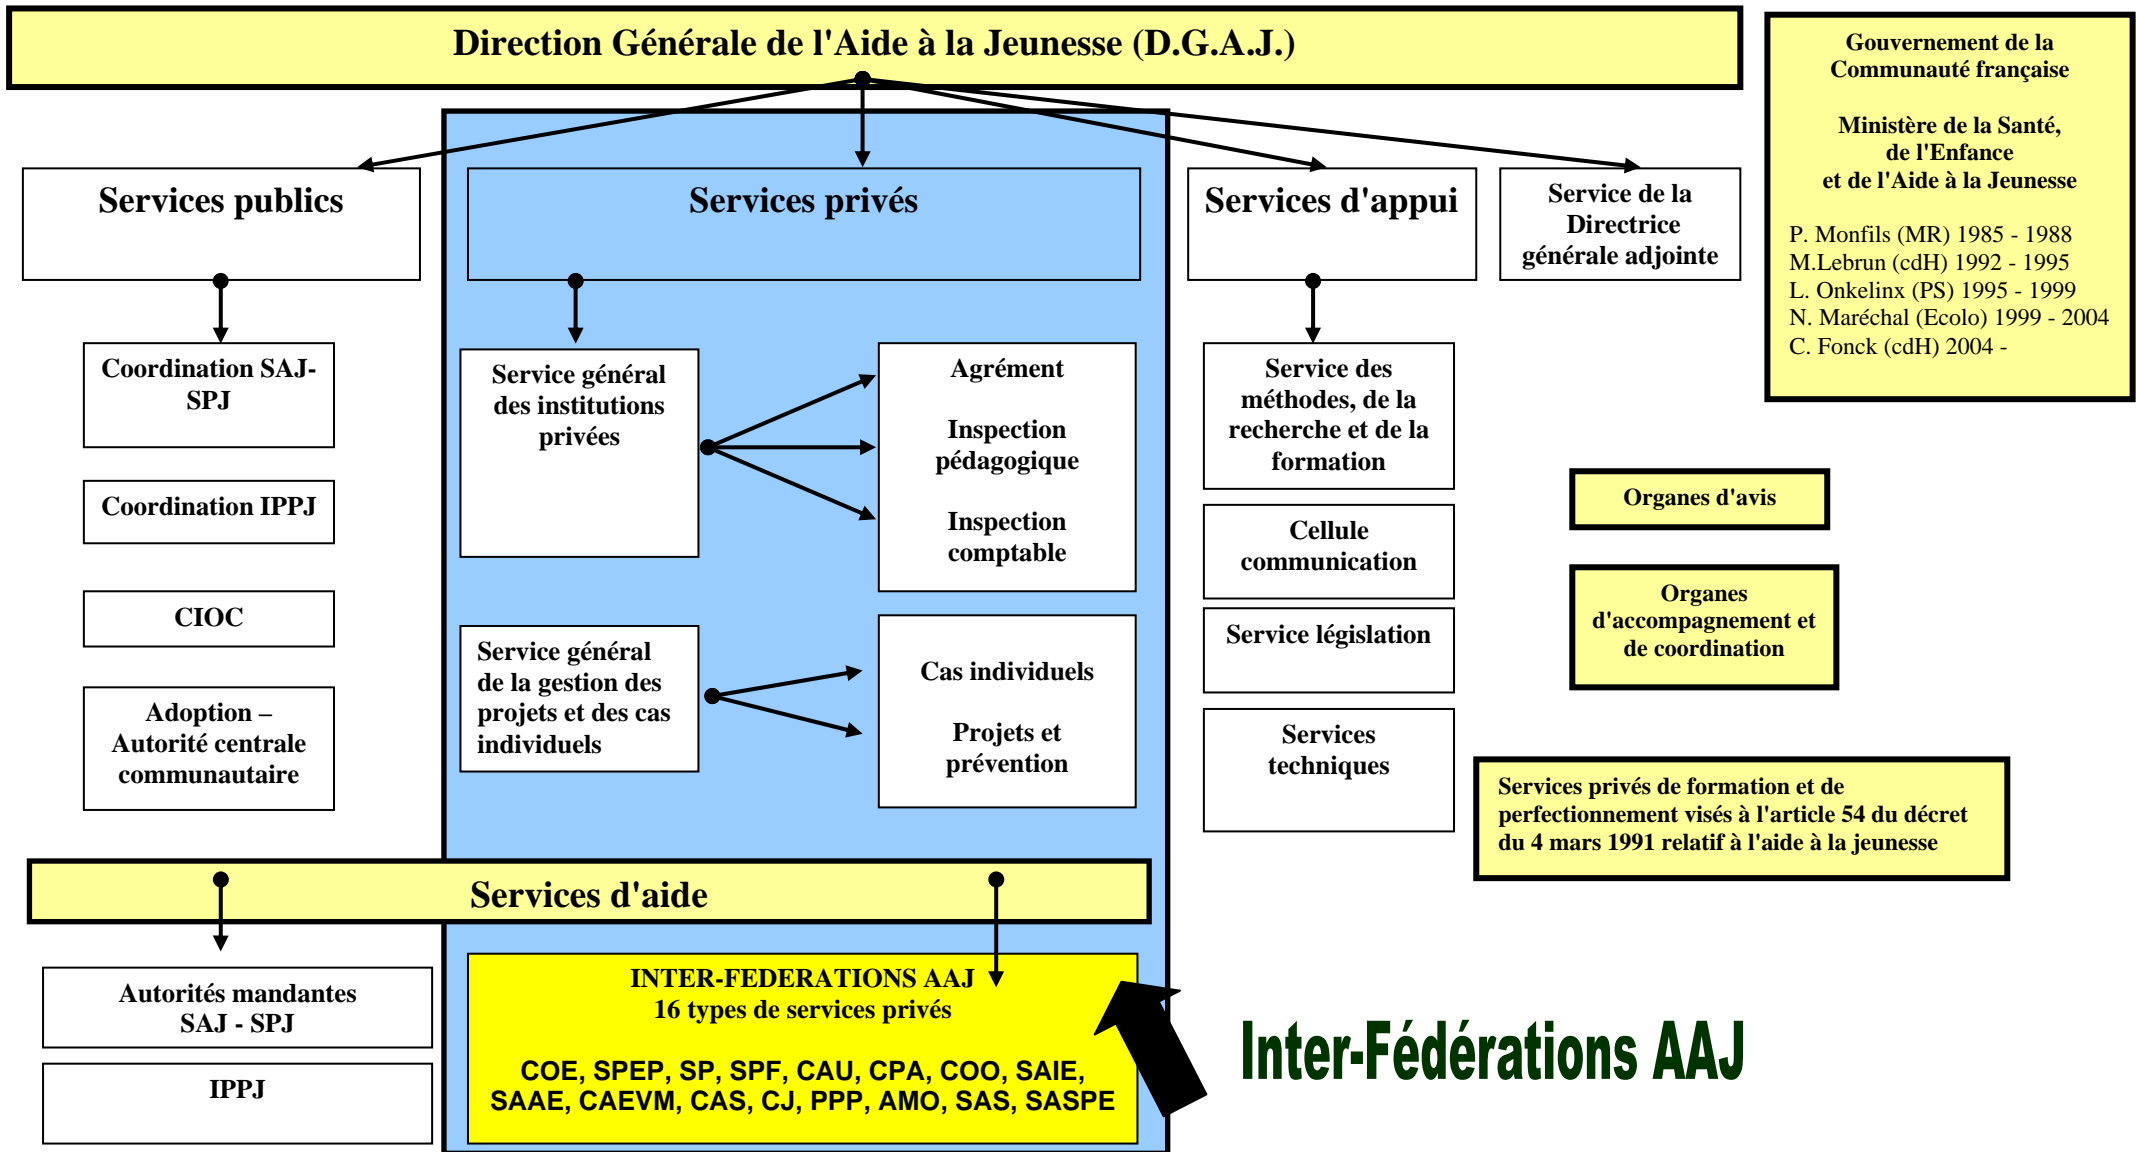 Direction Générale de l'Aide à la Jeunesse (D.G.A.J.)
Gouvernement de la
Communauté française
Ministère de la Santé,
de l'Enfance
et de l'Aide à la Jeunesse
P. Monfils (MR) 1985 - 1988
M.Lebrun (cdH) 1992 - 1995
L. Onkelinx (PS) 1995 - 1999
N. Maréchal (Ecolo) 1999 - 2004
C. Fonck (cdH) 2004 -
Services publics
Services privés
Services d'appui
Service de la
Directrice
générale adjointe
Coordination SAJ-
SPJ
Coordination IPPJ
CIOC
Adoption –
Autorité centrale
communautaire
Service général
des institutions
privées
Agrément
Inspection
pédagogique
Inspection
comptable
Service général
de la gestion des
projets et des cas
individuels
Cas individuels
Projets et
prévention
Service des
méthodes, de la
recherche et de la
formation
Cellule
communication
Service législation
Services
techniques
Organes d'avis
Organes
d'accompagnement et
de coordination
Services privés de formation et de
perfectionnement visés à l'article 54 du décret
du 4 mars 1991 relatif à l'aide à la jeunesse
Services d'aide
Autorités mandantes
SAJ - SPJ
IPPJ
INTER-FEDERATIONS AAJ
16 types de services privés
COE, SPEP, SP, SPF, CAU, CPA, COO, SAIE,
SAAE, CAEVM, CAS, CJ, PPP, AMO, SAS, SASPE
Inter-Fédérations AAJ